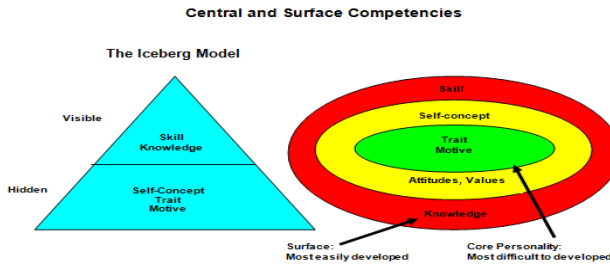 Central and Surface Competencies
The Iceberg Model
Visible
Skill
Knowledge
Hidden
Self-Concept
Trait
Motive
Skill
Self-concept
Trait
Motive
Attitudes, Values
Knowledge
Surface:
Most easily developed
Core Personality:
Most difficult to developed